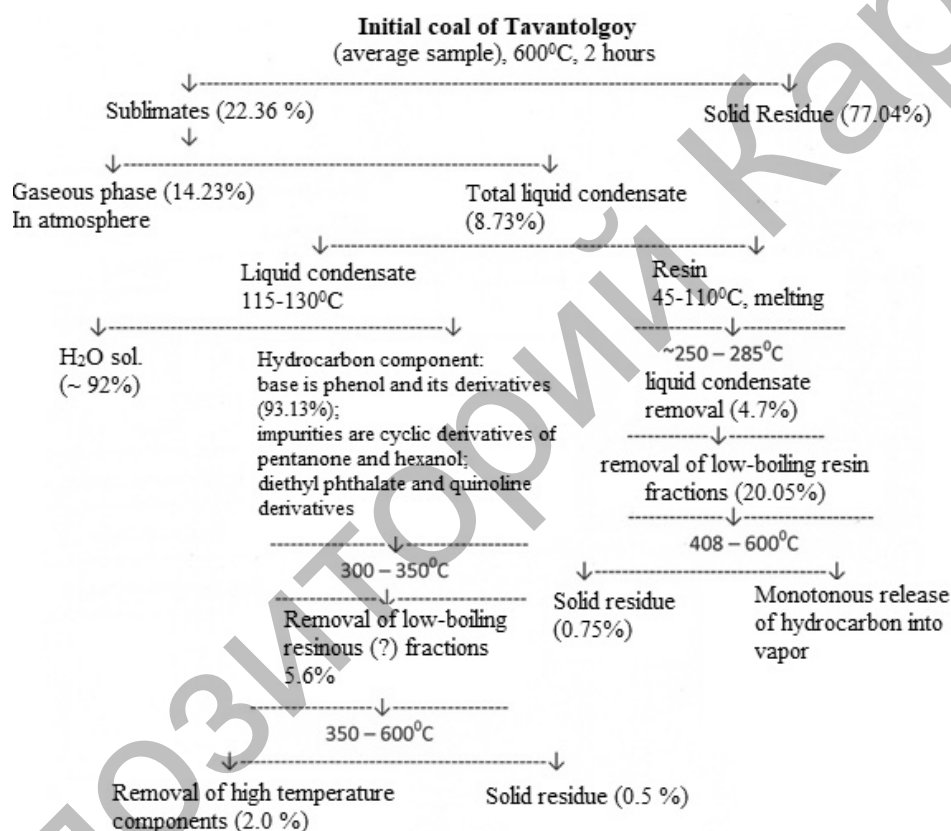 Initial coal of Tavantolgoy
(average sample), 600⁰C, 2 hours
Sublimates (22.36 %)
Solid Residue (77.04%)
Gaseous phase (14.23%)
In atmosphere
Total liquid condensate
(8.73%)
Liquid condensate
115-130⁰C
Resin
45-110⁰C, melting
H₂O sol.
(~ 92%)
Hydrocarbon component:
base is phenol and its derivatives
(93.13%);
impurities are cyclic derivatives of
pentanone and hexanol;
diethyl phthalate and quinoline
derivatives
~250 – 285⁰C
liquid condensate
removal (4.7%)
removal of low-boiling resin
fractions (20.05%)
408 – 600⁰C
Solid residue
(0.75%)
Monotonous release
of hydrocarbon into
vapor
300 – 350⁰C
Removal of low-boiling
resinous (?) fractions
5.6%
350 – 600⁰C
Removal of high temperature
components (2.0 %)
Solid residue (0.5 %)
позиторий Кар